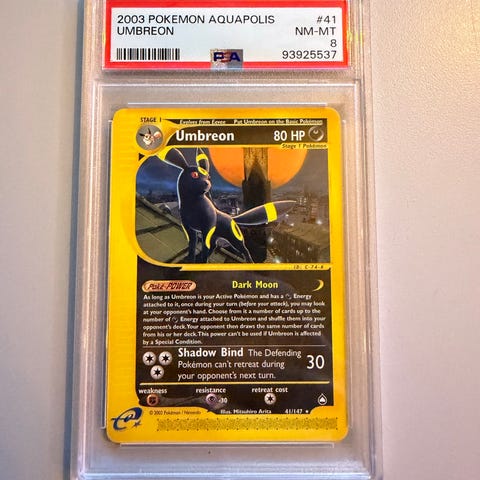 2003 POKEMON AQUAPOLIS #41
UMBREON NM-MT
8
PSA 93925537
STAGE 1 Evolves from Eevee Put Umbreon on the Basic Pokémon
Umbreon 80 HP
Stage 1 Pokémon
ID: C-74-6
Poké-POWER Dark Moon
As long as Umbreon is your Active Pokémon and has a Energy
attached to it, once during your turn (before your attack), you may look
at your opponent's hand. Choose from it a number of cards up to the
number of Energy attached to Umbreon and shuffle them into your
opponent's deck. Your opponent then draws the same number of cards
from his or her deck. This power can't be used if Umbreon is affected
by a Special Condition.
Shadow Bind The Defending
Pokémon can't retreat during
your opponent's next turn.
30
weakness resistance retreat cost
-30
Illus. Mitsuhiro Arita
© 2002 Pokémon / Nintendo 41/147
e